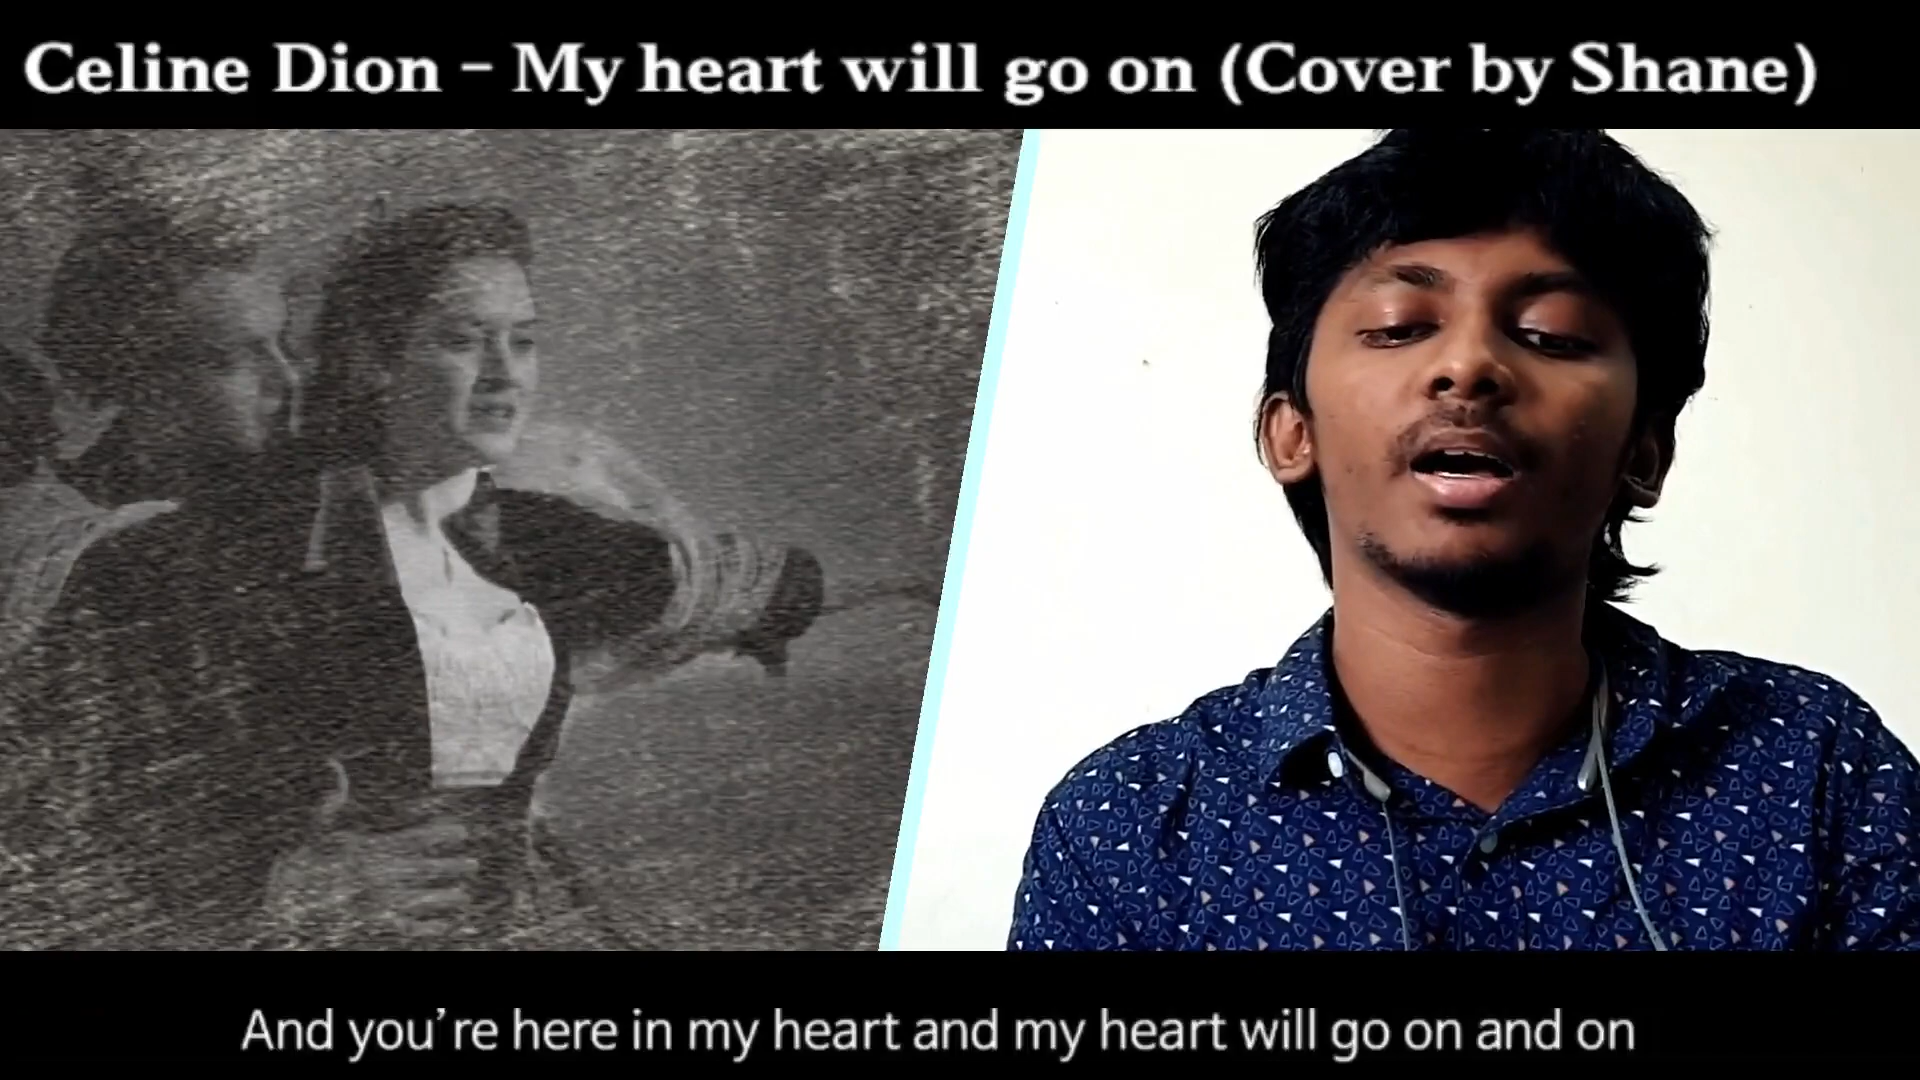 Celine Dion - My heart will go on (Cover by Shane)
And you're here in my heart and my heart will go on and on